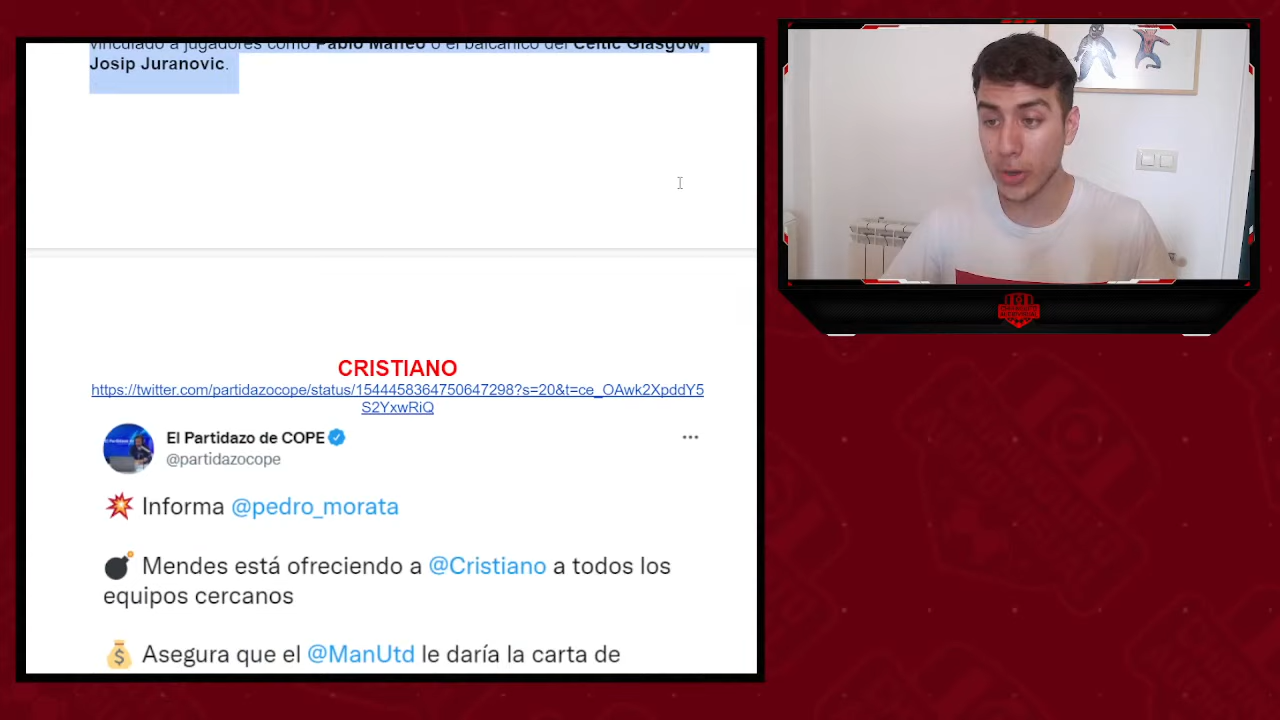 vinculado a jugadores como Pablo Maffeo o el balcánico del Celtic Glasgow,
Josip Juranovic.
CRISTIANO
https://twitter.com/partidazocope/status/1544458364750647298?s=20&t=ce_OAwk2XpddY5
S2YxwRiQ
El Partidazo de COPE
@partidazocope
Informa @pedro_morata
Mendes está ofreciendo a @Cristiano a todos los
equipos cercanos
Asegura que el @ManUtd le daría la carta de